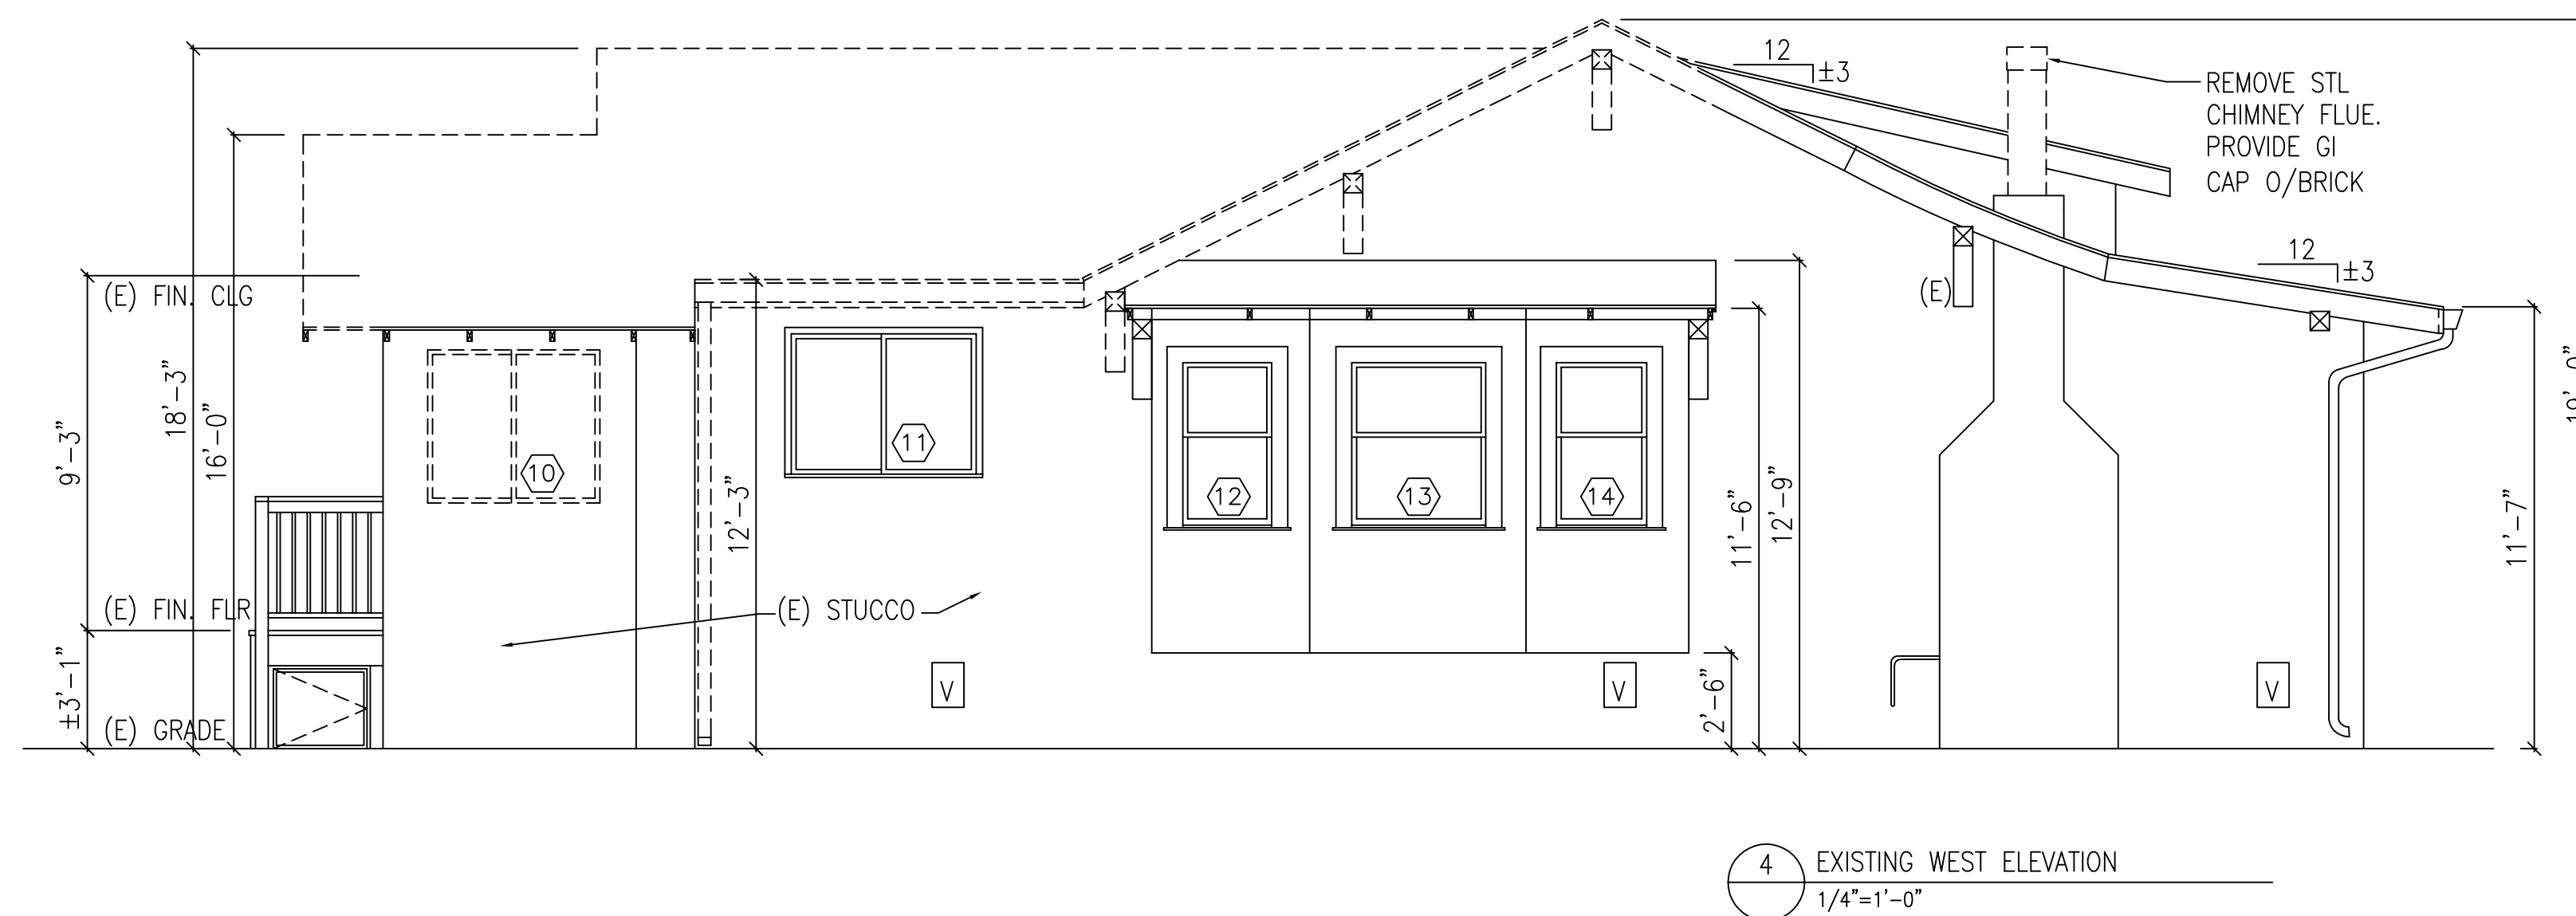 12
±3
REMOVE STL
CHIMNEY FLUE.
PROVIDE GI
CAP O/BRICK
12
±3
(E) FIN. CLG
(E)
18'-3"
16'-0"
9'-3"
11
10
12
13
14
12'-3"
11'-6"
12'-9"
11'-7"
(E) FIN. FLR
(E) STUCCO
±3'-1"
2'-6"
V
V
V
(E) GRADE
4
EXISTING WEST ELEVATION
1/4"=1'-0"